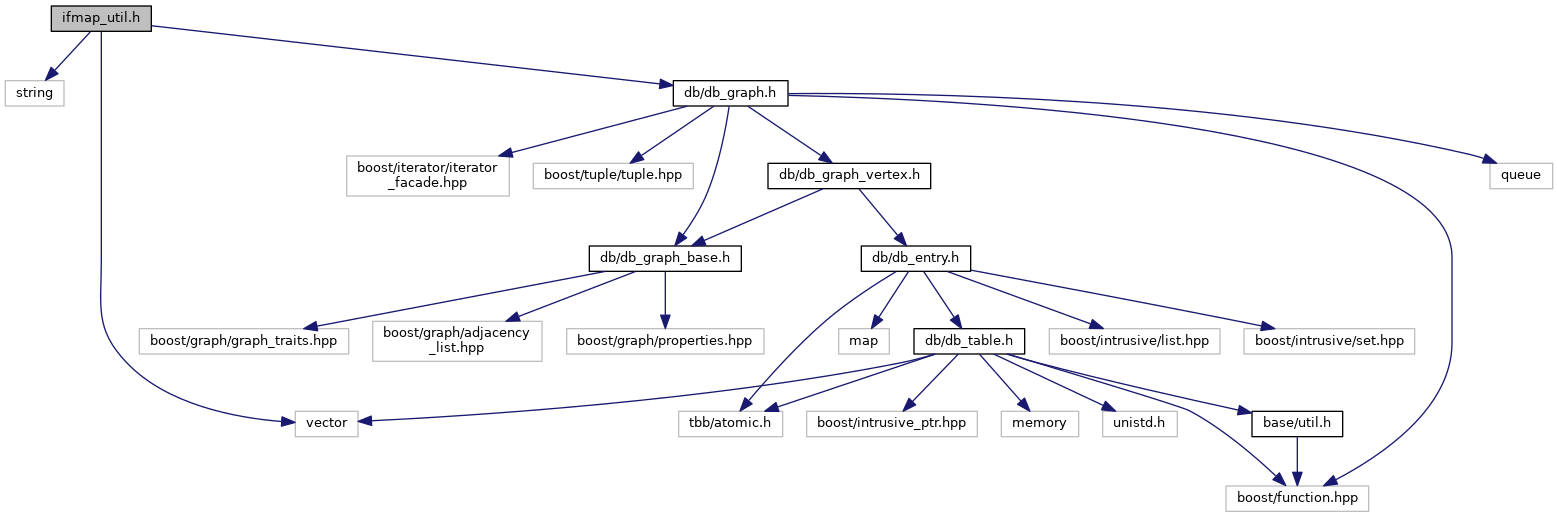 ifmap_util.h
string
db/db_graph.h
boost/iterator/iterator
_facade.hpp
boost/tuple/tuple.hpp
db/db_graph_vertex.h
queue
db/db_graph_base.h
db/db_entry.h
boost/graph/graph_traits.hpp
boost/graph/adjacency
_list.hpp
boost/graph/properties.hpp
map
db/db_table.h
boost/intrusive/list.hpp
boost/intrusive/set.hpp
vector
tbb/atomic.h
boost/intrusive_ptr.hpp
memory
unistd.h
base/util.h
boost/function.hpp